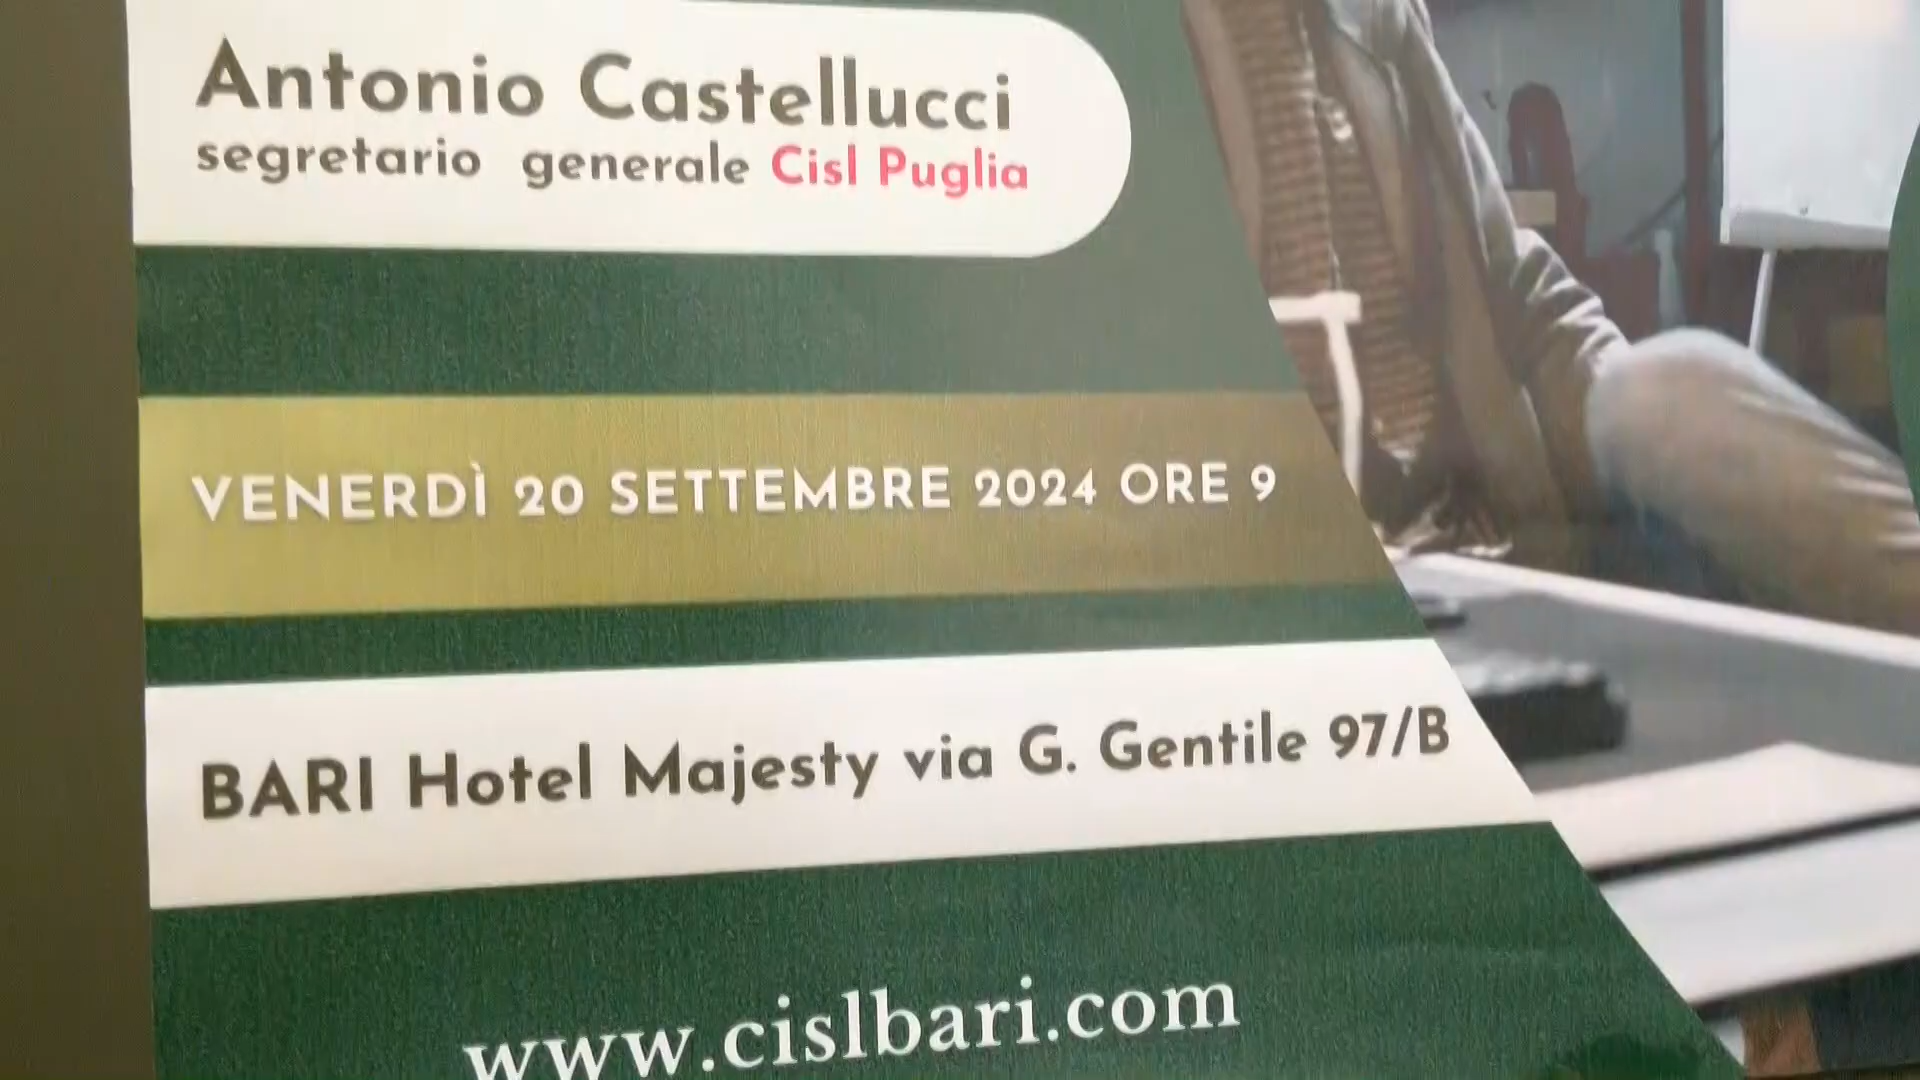 Antonio Castellucci
segretario generale Cisl Puglia
VENERDÌ 20 SETTEMBRE 2024 ORE 9
BARI Hotel Majesty via G. Gentile 97/B
www.cislbari.com